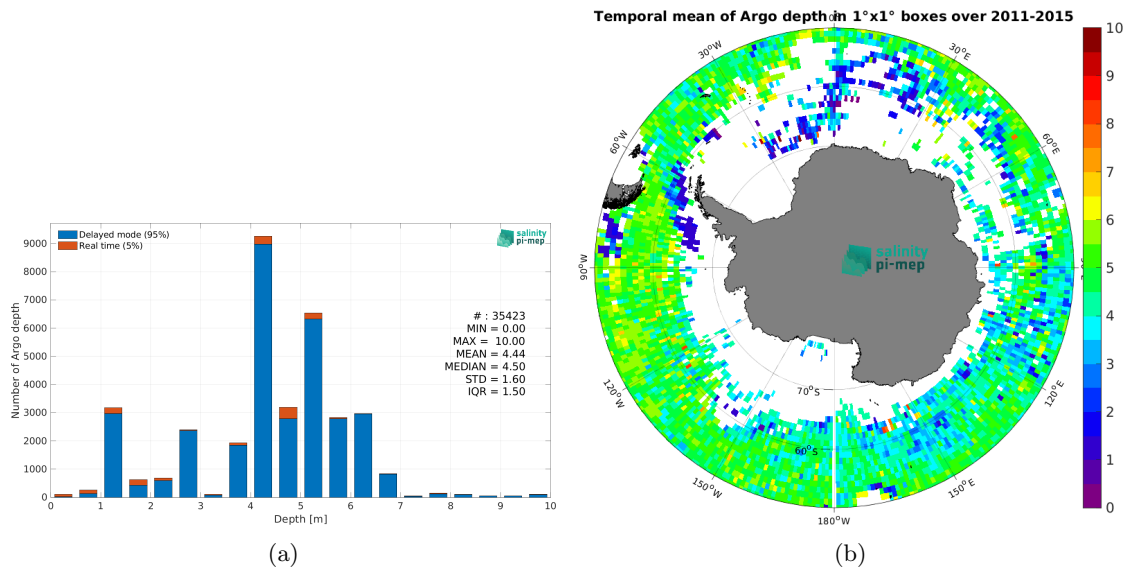 Delayed mode (95%)
Real time (5%)
salinity
pi-mep
Number of Argo depth
9000
8000
7000
6000
5000
4000
3000
2000
1000
0
# : 35423
MIN = 0.00
MAX = 10.00
MEAN = 4.44
MEDIAN = 4.50
STD = 1.60
IQR = 1.50
0 1 2 3 4 5 6 7 8 9 10
Depth [m]
(a)
Temporal mean of Argo depth in 1°x1° boxes over 2011-2015
30°W
30°E
60°W
60°E
90°W
salinity
pi-mep
120°W
120°E
70°S
60°S
150°W
150°E
180°W
10
9
8
7
6
5
4
3
2
1
0
(b)